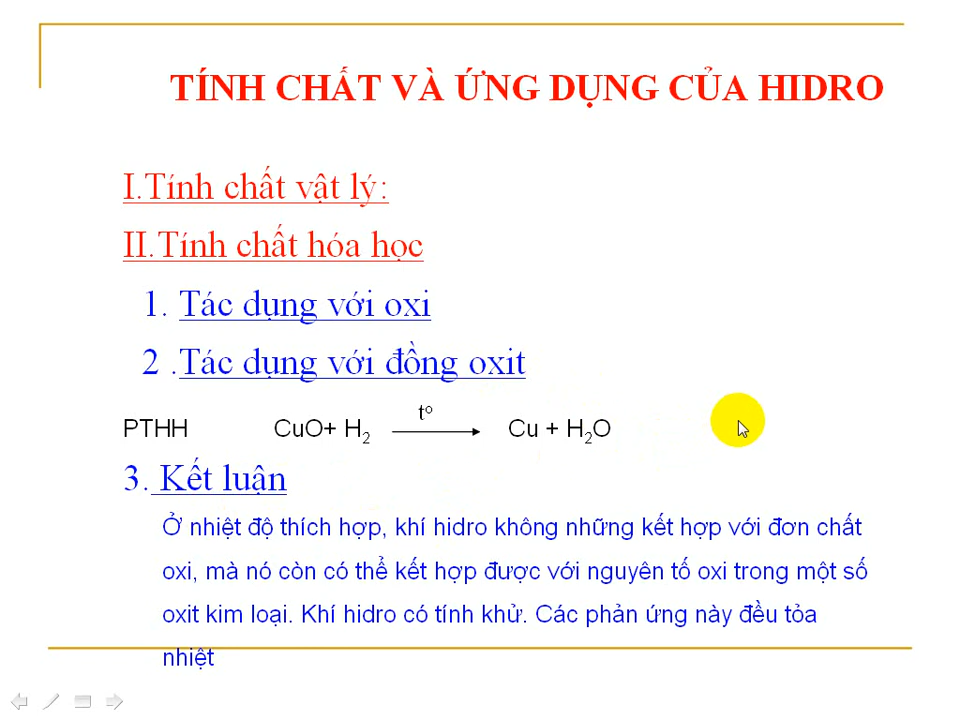 TÍNH CHẤT VÀ ỨNG DỤNG CỦA HIDRO
I.Tính chất vật lý:
II.Tính chất hóa học
1. Tác dụng với oxi
2 .Tác dụng với đồng oxit
PTHH CuO+ H₂ ⟶ tᵒ Cu + H₂O
3. Kết luận
Ở nhiệt độ thích hợp, khí hidro không những kết hợp với đơn chất
oxi, mà nó còn có thể kết hợp được với nguyên tố oxi trong một số
oxit kim loại. Khí hidro có tính khử. Các phản ứng này đều tỏa
nhiệt